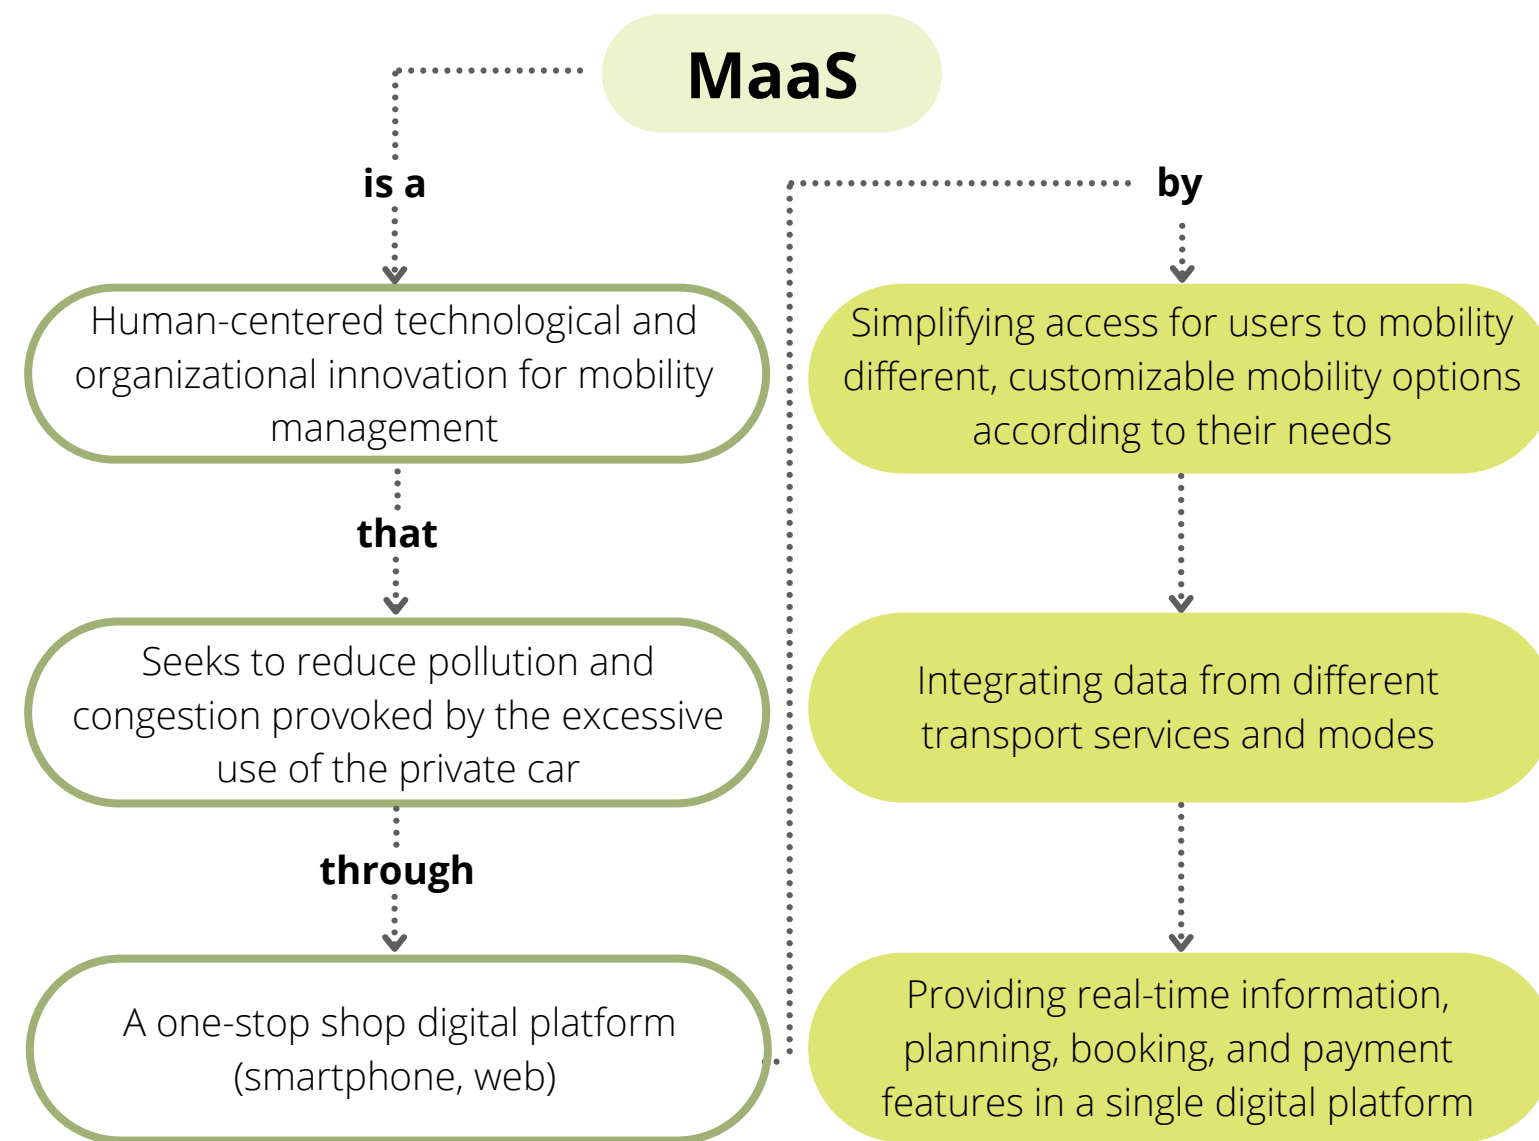 MaaS
is a
Human-centered technological and
organizational innovation for mobility
management
that
Seeks to reduce pollution and
congestion provoked by the excessive
use of the private car
through
A one-stop shop digital platform
(smartphone, web)
by
Simplifying access for users to mobility
different, customizable mobility options
according to their needs
Integrating data from different
transport services and modes
Providing real-time information,
planning, booking, and payment
features in a single digital platform